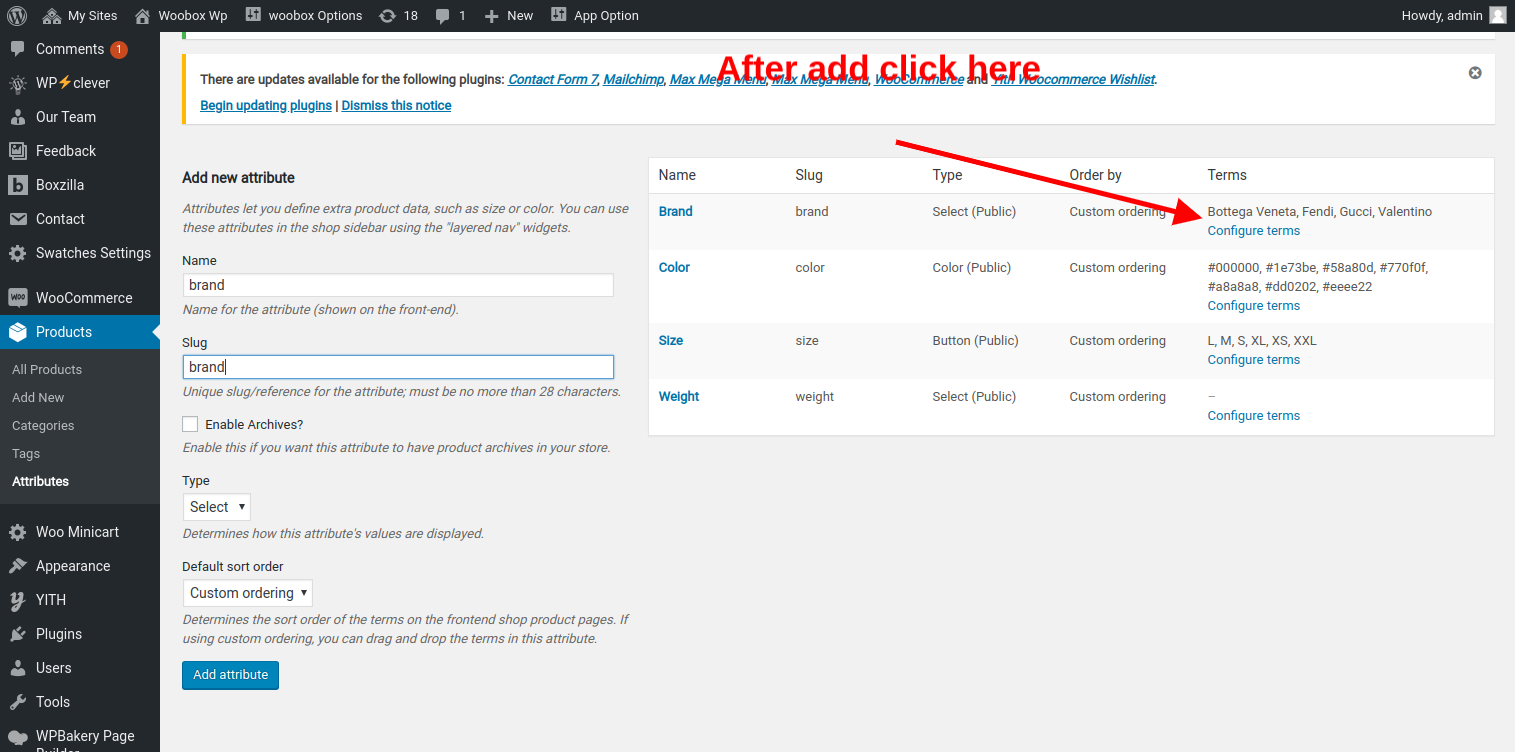 My Sites Woobox Wp woobox Options 18 1 New App Option Howdy, admin
Comments 1
WP⚡clever
Our Team
Feedback
Boxzilla
Contact
Swatches Settings
WooCommerce
Products
All Products
Add New
Categories
Tags
Attributes
Woo Minicart
Appearance
YITH
Plugins
Users
Tools
WPBakery Page
Builder
After add click here
There are updates available for the following plugins: Contact Form 7, Mailchimp, Max Mega Menu, Max Mega Menu, WooCommerce and Yith Woocommerce Wishlist.
Begin updating plugins | Dismiss this notice
Add new attribute
Attributes let you define extra product data, such as size or color. You can use
these attributes in the shop sidebar using the "layered nav" widgets.
Name
brand
Name for the attribute (shown on the front-end).
Slug
brand
Unique slug/reference for the attribute; must be no more than 28 characters.
Enable Archives?
Enable this if you want this attribute to have product archives in your store.
Type
Select
Determines how this attribute's values are displayed.
Default sort order
Custom ordering
Determines the sort order of the terms on the frontend shop product pages. If
using custom ordering, you can drag and drop the terms in this attribute.
Add attribute
Name Slug Type Order by Terms
Brand brand Select (Public) Custom ordering Bottega Veneta, Fendi, Gucci, Valentino
Configure terms
Color color Color (Public) Custom ordering #000000, #1e73be, #58a80d, #770f0f,
#a8a8a8, #dd0202, #eeee22
Configure terms
Size size Button (Public) Custom ordering L, M, S, XL, XS, XXL
Configure terms
Weight weight Select (Public) Custom ordering –
Configure terms